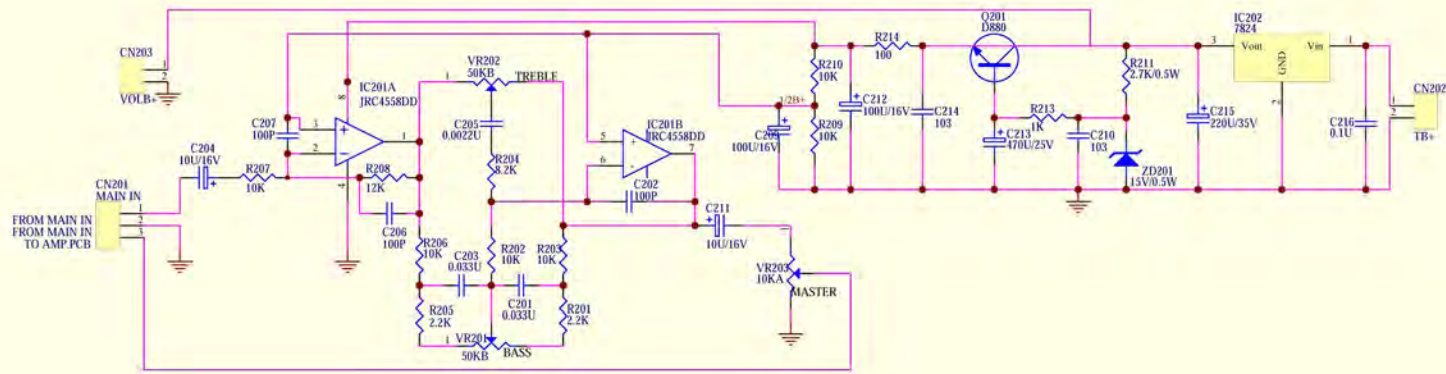 CN203
1
2
VOLB+
IC201A
JRC4558DD
8
3
2
1
4
C207
100P
C204
10U/16V
R207
10K
R208
12K
C206
100P
CN201
MAIN IN
FROM MAIN IN 1
FROM MAIN IN 2
TO AMP.PCB 3
R206
10K
C203
0.033U
R202
10K
R203
10K
C201
0.033U
R205
2.2K
R201
2.2K
1
VR201
50KB
BASS
VR202
50KB
1
TREBLE
C205
0.0022U
R204
8.2K
IC201B
JRC4558DD
5
6
7
C202
100P
C211
10U/16V
1
VR203
10KA
MASTER
R210
10K
1/2B+
R209
10K
100U/16V
C212
100U/16V
R214
100
C214
103
Q201
D880
R213
1K
C213
470U/25V
C210
103
R211
2.7K/0.5W
ZD201
15V/0.5W
C215
220U/35V
IC202
7824
3
Vout
Vin
GND
1
2
C216
0.1U
CN202
1
2
TB+